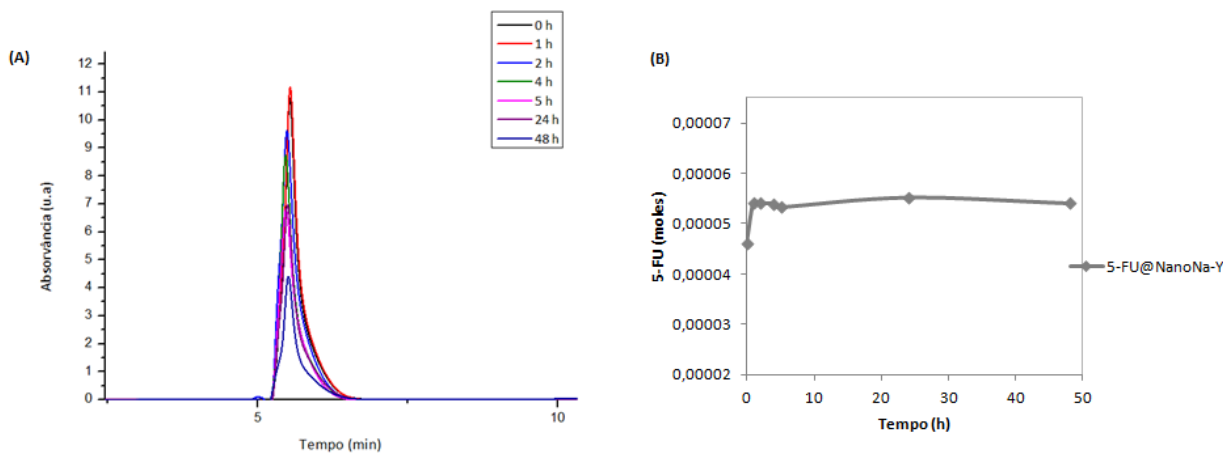 (A)
0 h
1 h
2 h
4 h
5 h
24 h
48 h
12
11
10
9
8
7
6
5
4
3
2
1
0
Absorvância (u.a)
5
10
Tempo (min)
(B)
0,00007
0,00006
0,00005
0,00004
0,00003
0,00002
5-FU (moles)
0
10
20
30
40
50
Tempo (h)
5-FU@NanoNa-Y